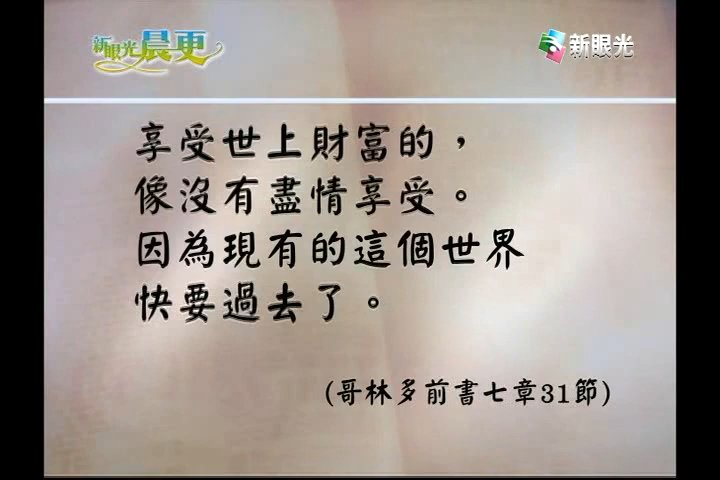 新眼光晨更
新眼光
享受世上財富的，
像沒有盡情享受。
因為現有的這個世界
快要過去了。
(哥林多前書七章31節)